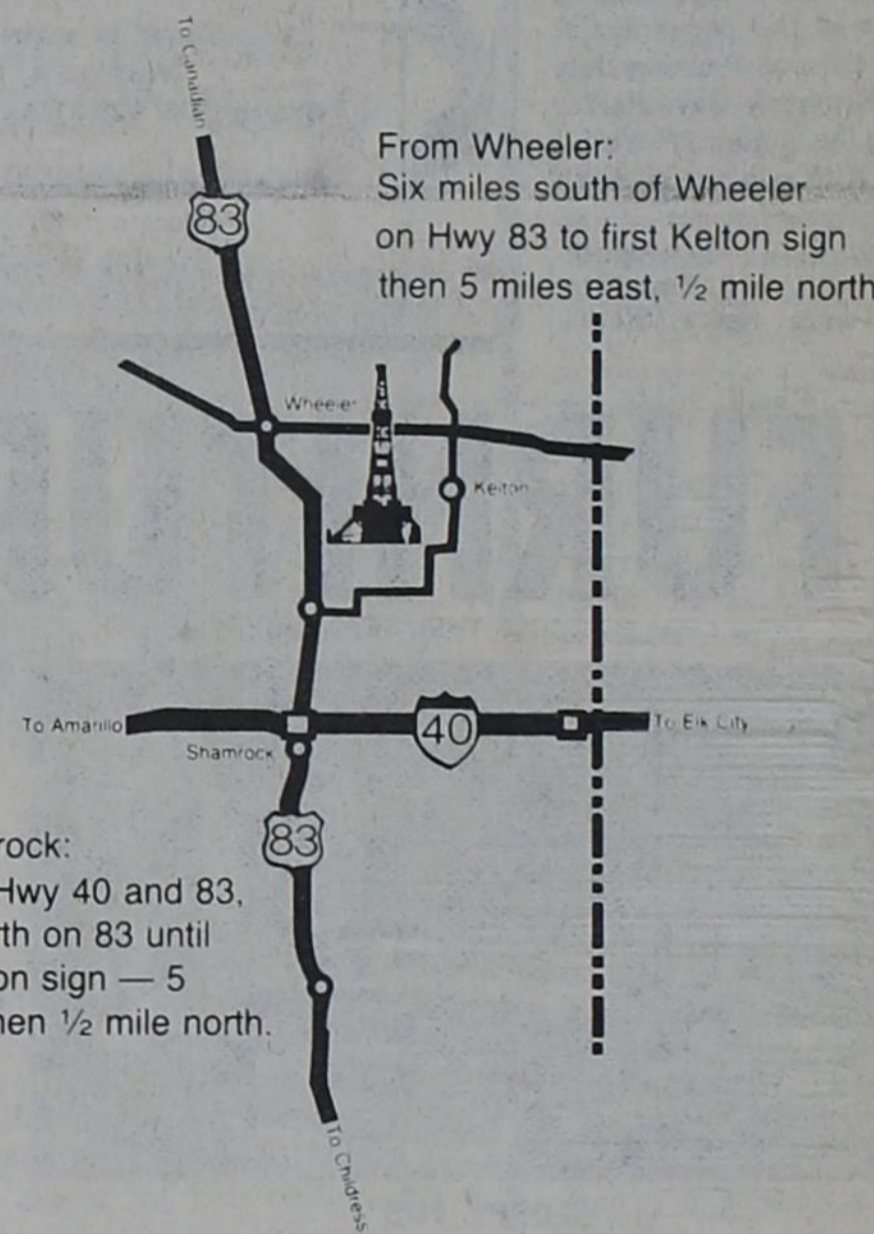 To Canadian
83
From Wheeler:
Six miles south of Wheeler
on Hwy 83 to first Kelton sign
then 5 miles east, ½ mile north
Wheeler
Kelton
To Amarillo
40
To Elk City
Shamrock
83
rock:
Hwy 40 and 83,
rth on 83 until
on sign — 5
hen ½ mile north.
To Childress